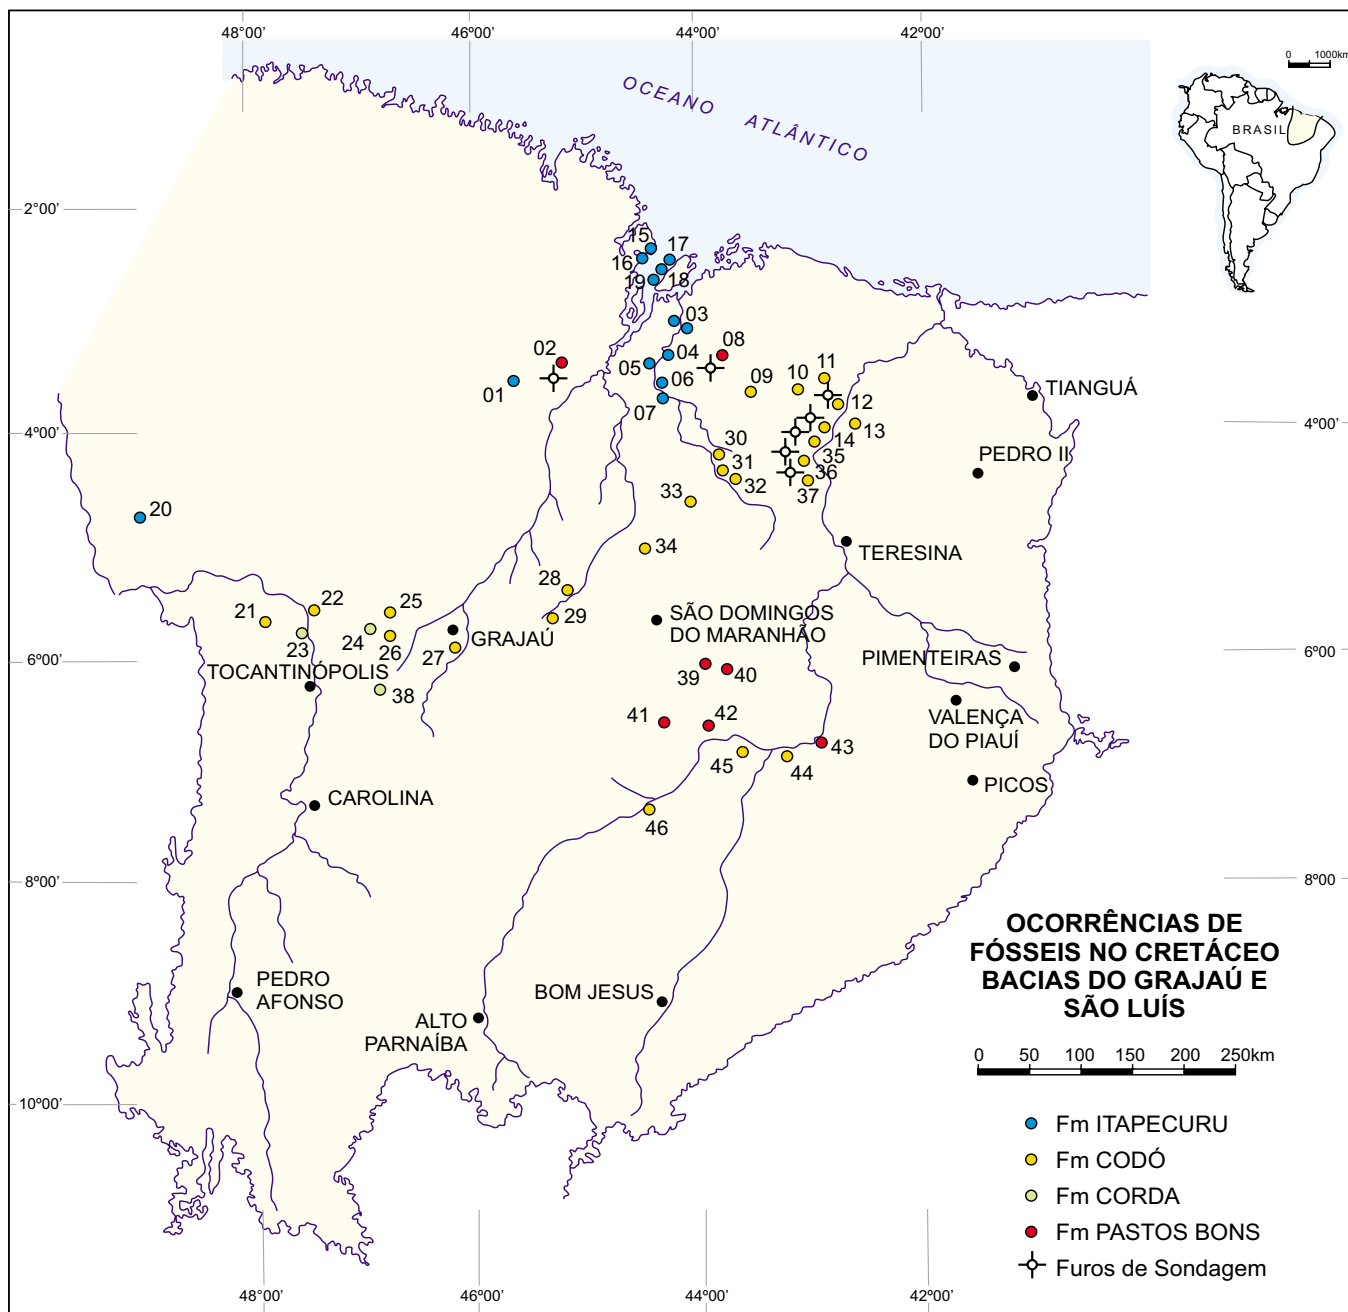 48°00'
46°00'
44°00'
42°00'
0 1000km
OCEANO ATLÂNTICO
BRASIL
2°00'
15
17
16
19
18
03
02
08
04
05
01
06
07
09
10
11
12
13
14
TIANGUÁ
4°00'
4°00'
30
31
32
35
36
37
PEDRO II
33
20
34
TERESINA
28
29
21
22
25
23
24
26
27
GRAJAÚ
SÃO DOMINGOS
DO MARANHÃO
6°00'
6°00'
TOCANTINÓPOLIS
38
39
40
PIMENTEIRAS
41
42
43
VALENÇA
DO PIAUÍ
45
44
PICOS
CAROLINA
46
8°00'
8°00
OCORRÊNCIAS DE
FÓSSEIS NO CRETÁCEO
BACIAS DO GRAJAÚ E
SÃO LUÍS
PEDRO
AFONSO
BOM JESUS
ALTO
PARNAÍBA
0 50 100 150 200 250km
10°00'
Fm ITAPECURU
Fm CODÓ
Fm CORDA
Fm PASTOS BONS
Furos de Sondagem
48°00'
46°00'
44°00'
42°00'